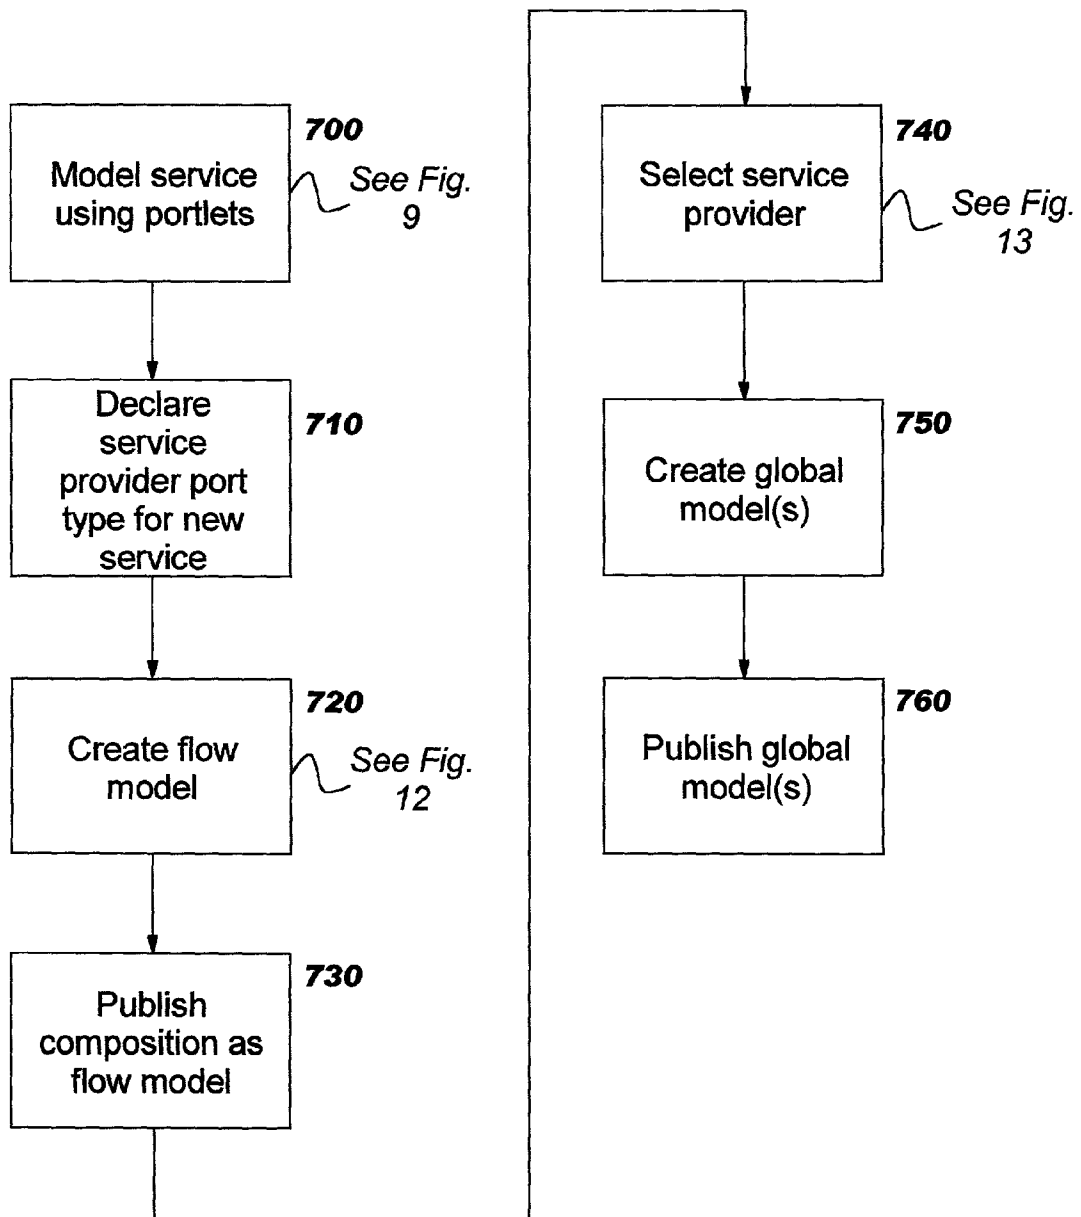 700
Model service
using portlets
See Fig.
9
710
Declare
service
provider port
type for new
service
720
Create flow
model
See Fig.
12
730
Publish
composition as
flow model
740
Select service
provider
See Fig.
13
750
Create global
model(s)
760
Publish global
model(s)